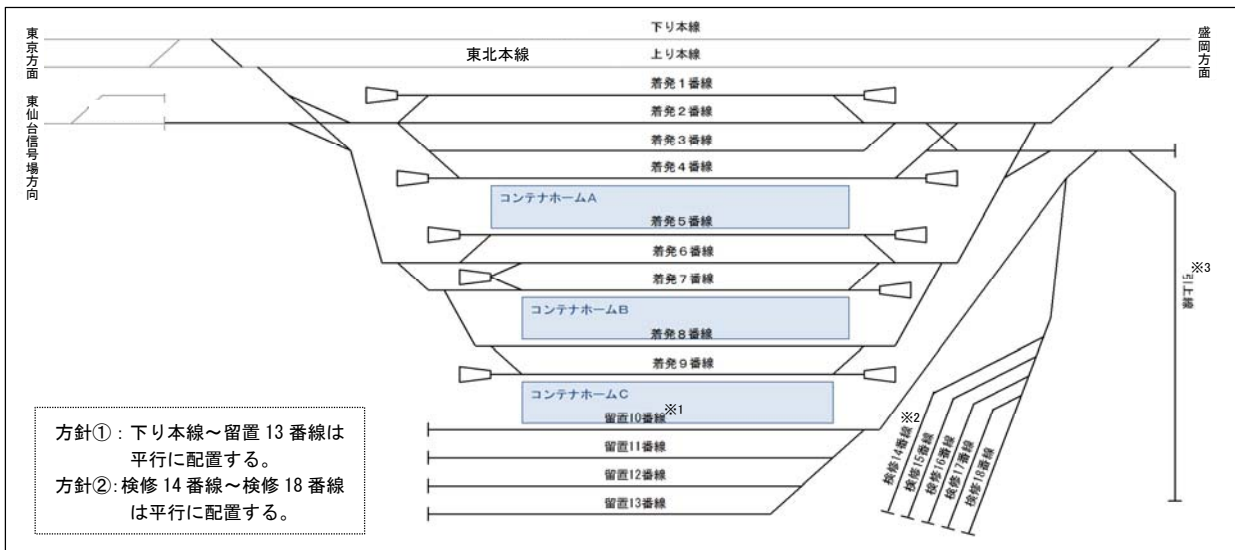 東京方面
下り本線
東北本線
上り本線
盛岡方面
東仙台信号場方向
着発1番線
着発2番線
着発3番線
着発4番線
コンテナホームA
着発5番線
着発6番線
着発7番線
コンテナホームB
着発8番線
着発9番線
コンテナホームC
留置10番線※1
留置11番線
留置12番線
留置13番線
検修14番線※2
検修15番線
検修16番線
検修17番線
検修18番線
引上線※3
方針①:下り本線~留置13番線は
平行に配置する。
方針②:検修14番線~検修18番線
は平行に配置する。